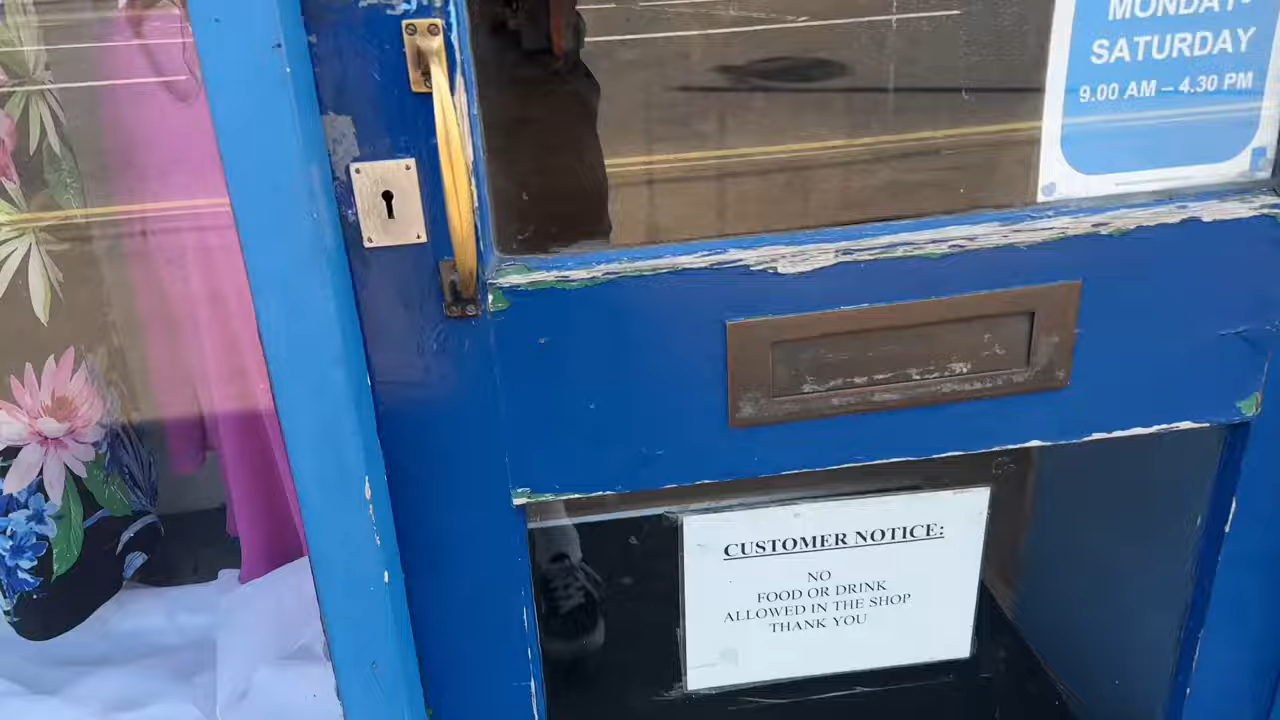 MONDAY-
SATURDAY
9.00 AM – 4.30 PM
CUSTOMER NOTICE:
NO
FOOD OR DRINK
ALLOWED IN THE SHOP
THANK YOU